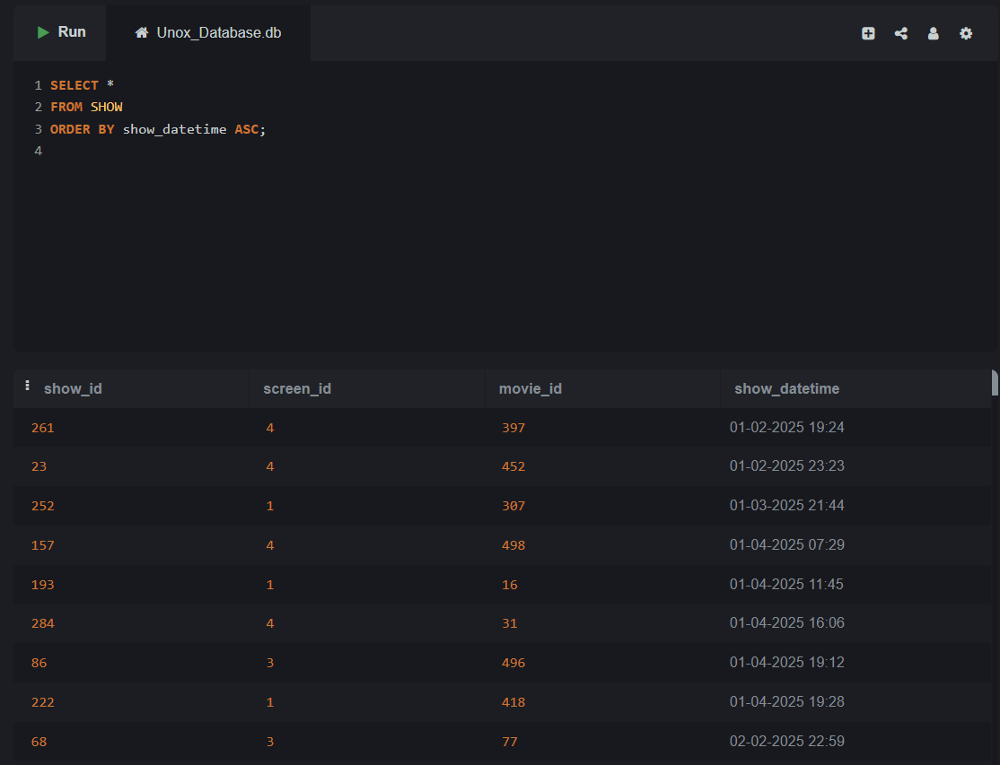 Run Unox_Database.db
1 SELECT *
2 FROM SHOW
3 ORDER BY show_datetime ASC;
4
show_id screen_id movie_id show_datetime
261 4 397 01-02-2025 19:24
23 4 452 01-02-2025 23:23
252 1 307 01-03-2025 21:44
157 4 498 01-04-2025 07:29
193 1 16 01-04-2025 11:45
284 4 31 01-04-2025 16:06
86 3 496 01-04-2025 19:12
222 1 418 01-04-2025 19:28
68 3 77 02-02-2025 22:59